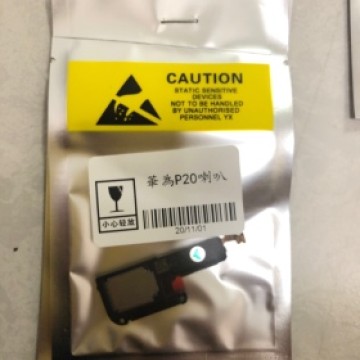 CAUTION
STATIC SENSITIVE
DEVICES
NOT TO BE HANDLED
BY UNAUTHORISED
PERSONNEL YX
華為P20喇叭
小心轻放
20/11/01